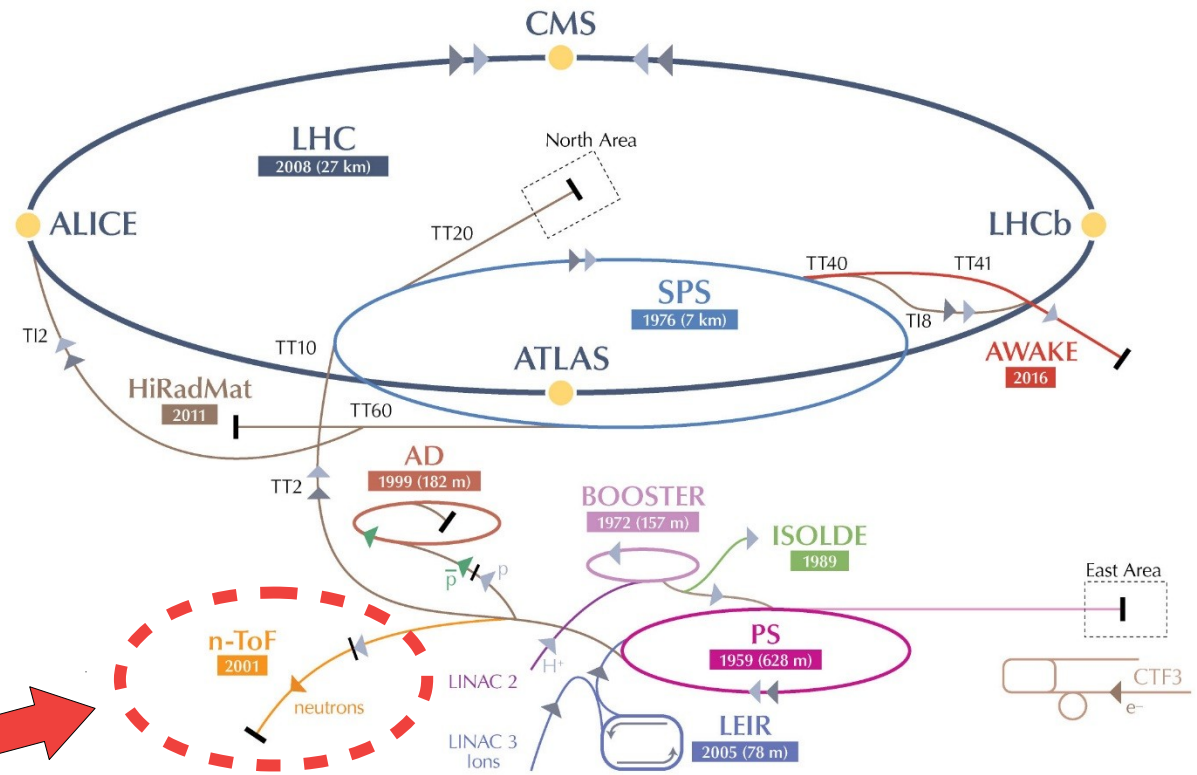 CMS
LHC
2008 (27 km)
North Area
ALICE
LHCb
TT20
TT40
TT41
SPS
1976 (7 km)
TI2
TI8
TT10
ATLAS
AWAKE
2016
HiRadMat
2011
TT60
AD
1999 (182 m)
TT2
BOOSTER
1972 (157 m)
ISOLDE
1989
p̅
p
East Area
n-ToF
2001
PS
1959 (628 m)
H⁺
LINAC 2
neutrons
CTF3
e⁻
LEIR
2005 (78 m)
LINAC 3
Ions